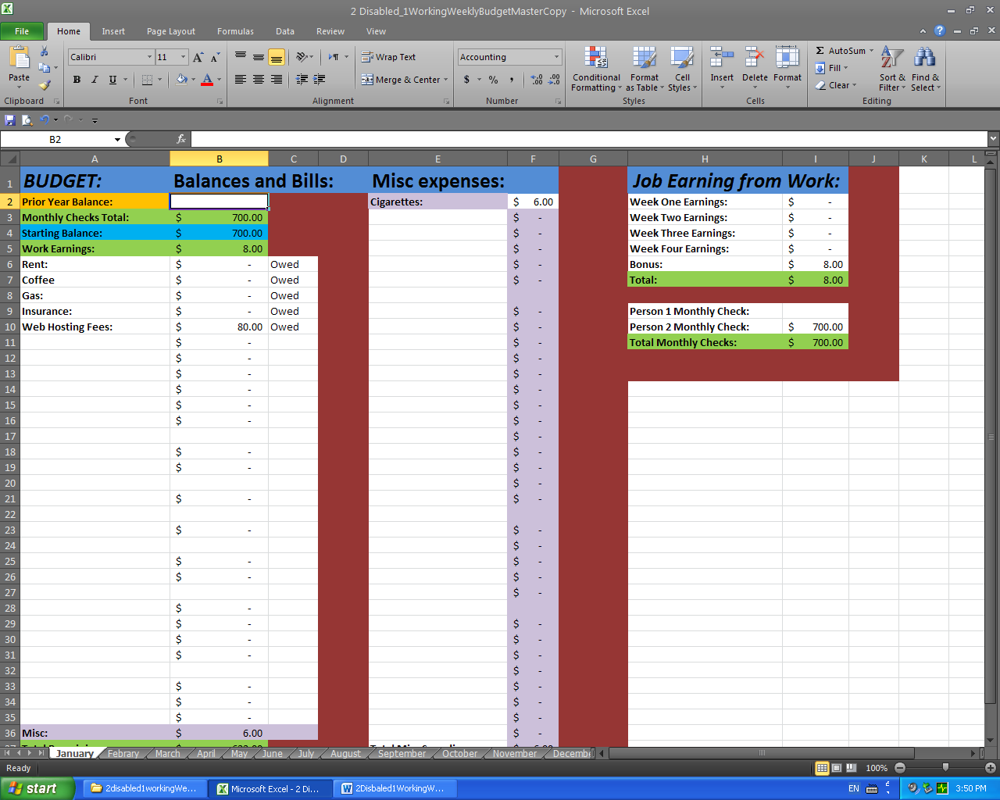 2 Disabled_1WorkingWeeklyBudgetMasterCopy - Microsoft Excel
File Home Insert Page Layout Formulas Data Review View
Paste
Calibri 11
Wrap Text
Merge & Center
Accounting
$ % ,
Conditional Formatting
Format as Table
Cell Styles
Insert Delete Format
Σ AutoSum
Fill
Clear
Sort & Filter
Find & Select
Clipboard Font Alignment Number Styles Cells Editing
B2 fx
A B C D E F G H I J K L
1 BUDGET: Balances and Bills: Misc expenses: Job Earning from Work:
2 Prior Year Balance: Cigarettes: $ 6.00 Week One Earnings: $ -
3 Monthly Checks Total: $ 700.00 $ - Week Two Earnings: $ -
4 Starting Balance: $ 700.00 $ - Week Three Earnings: $ -
5 Work Earnings: $ 8.00 $ - Week Four Earnings: $ -
6 Rent: $ - Owed $ - Bonus: $ 8.00
7 Coffee $ - Owed $ - Total: $ 8.00
8 Gas: $ - Owed
9 Insurance: $ - Owed $ - Person 1 Monthly Check:
10 Web Hosting Fees: $ 80.00 Owed $ - Person 2 Monthly Check: $ 700.00
11 $ - $ - Total Monthly Checks: $ 700.00
12 $ - $ -
13 $ - $ -
14 $ - $ -
15 $ - $ -
16 $ - $ -
17 $ -
18 $ - $ -
19 $ - $ -
20 $ -
21 $ - $ -
22
23 $ - $ -
24 $ -
25 $ - $ -
26 $ - $ -
27 $ -
28 $ -
29 $ - $ -
30 $ - $ -
31 $ - $ -
32 $ -
33 $ - $ -
34 $ - $ -
35 $ - $ -
36 Misc: $ 6.00 $ -
January Febrary March April May June July August September October November Decemb
Ready 100%
start 2disabled1workingWe... Microsoft Excel - 2 Di... 2Disbaled1WorkingW... EN 3:50 PM